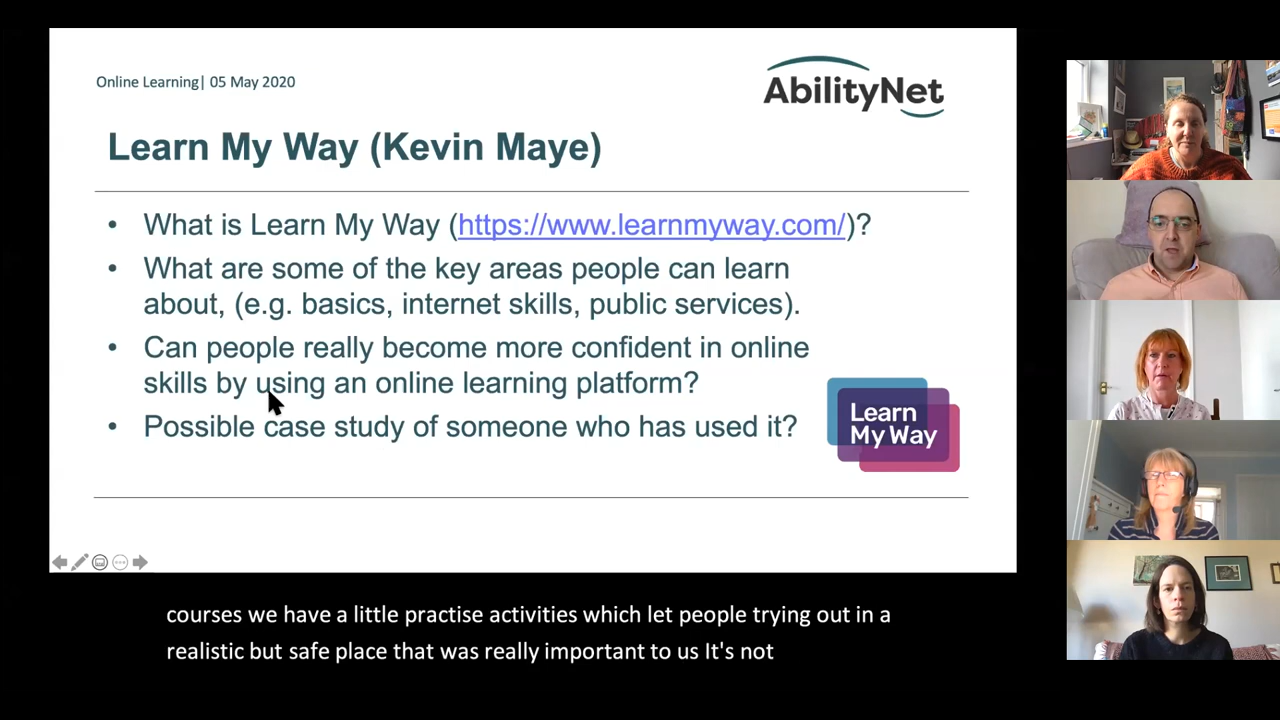 Online Learning| 05 May 2020
AbilityNet
Learn My Way (Kevin Maye)
• What is Learn My Way (https://www.learnmyway.com/)?
• What are some of the key areas people can learn
about, (e.g. basics, internet skills, public services).
• Can people really become more confident in online
skills by using an online learning platform?
• Possible case study of someone who has used it?
Learn
My Way
courses we have a little practise activities which let people trying out in a
realistic but safe place that was really important to us It's not